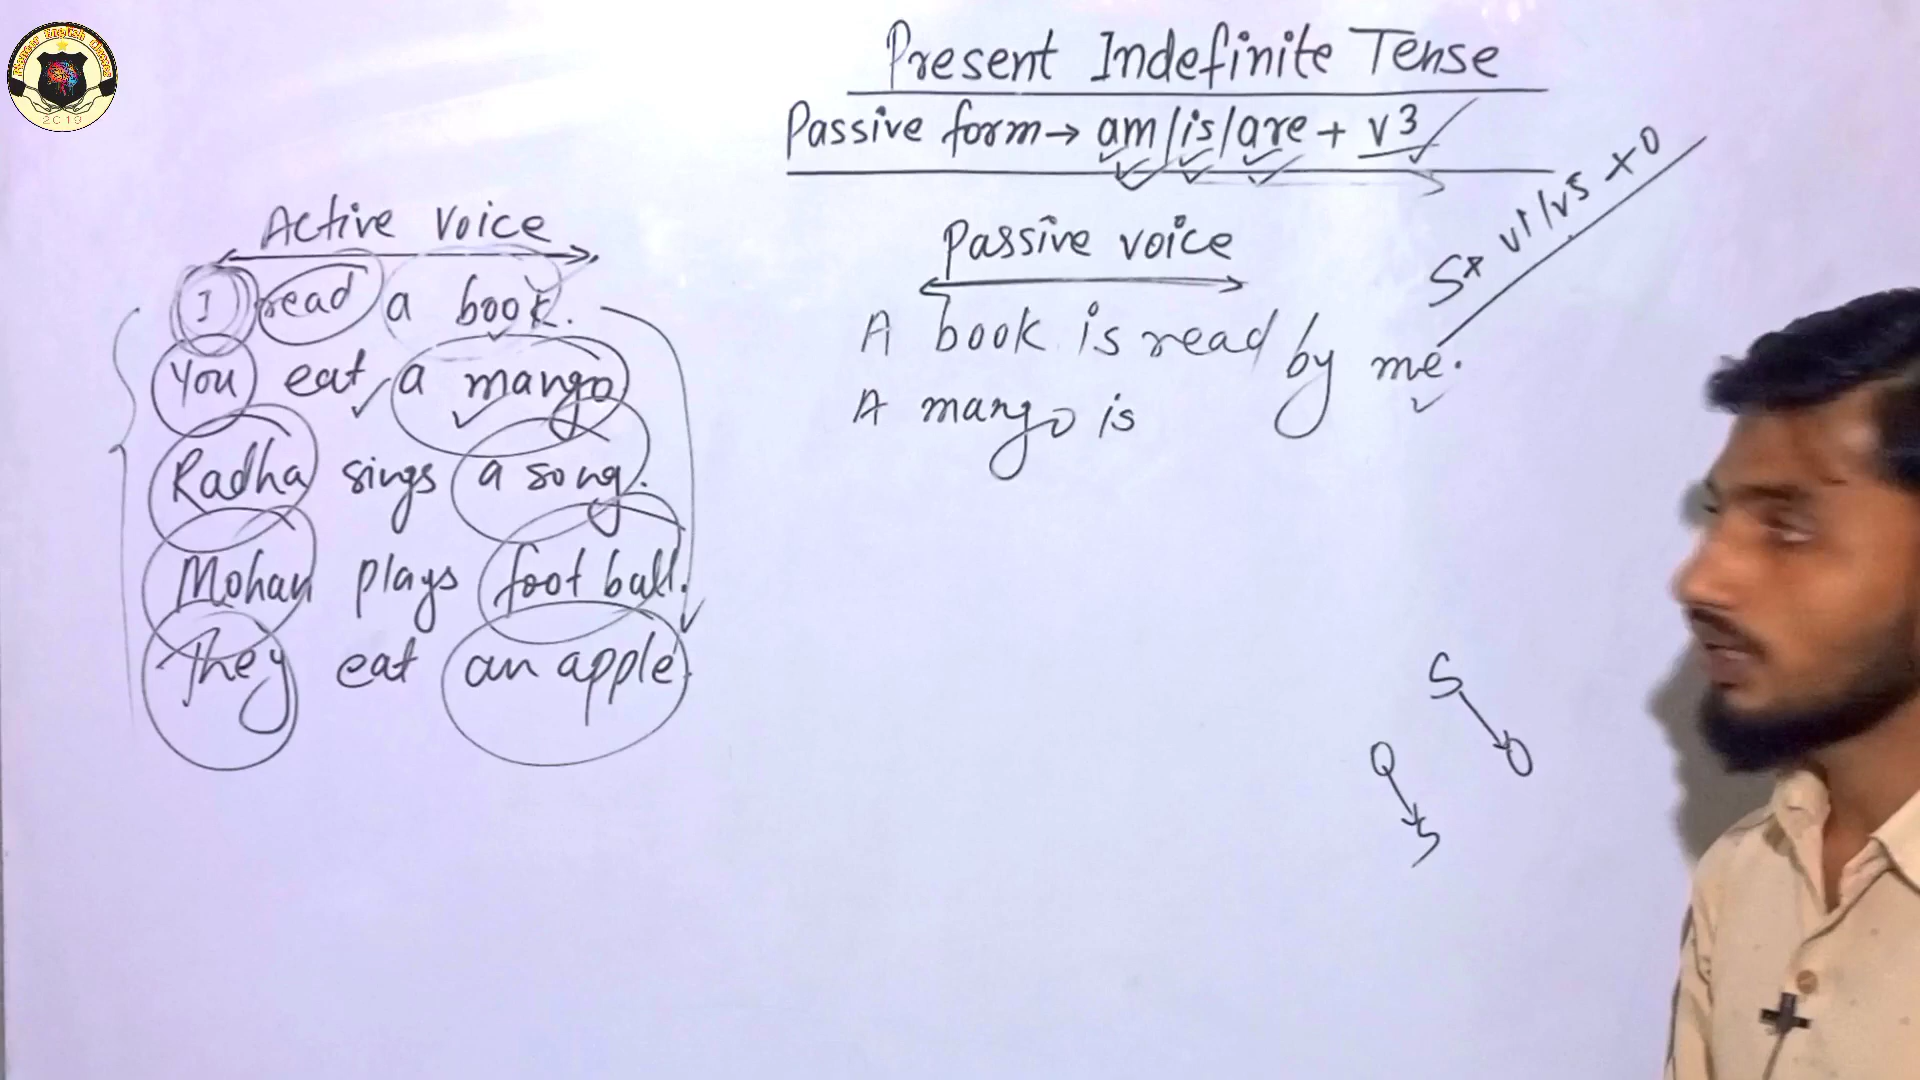 Present Indefinite Tense
Passive form→ am/is/are + v3
Active Voice
Passive voice
S+ v1/v5 + O
I read a book.
You eat a mango
Radha sings a song.
Mohan plays foot ball.
They eat an apple.
A book is read by me.
A mango is
S
O
O
S
2019